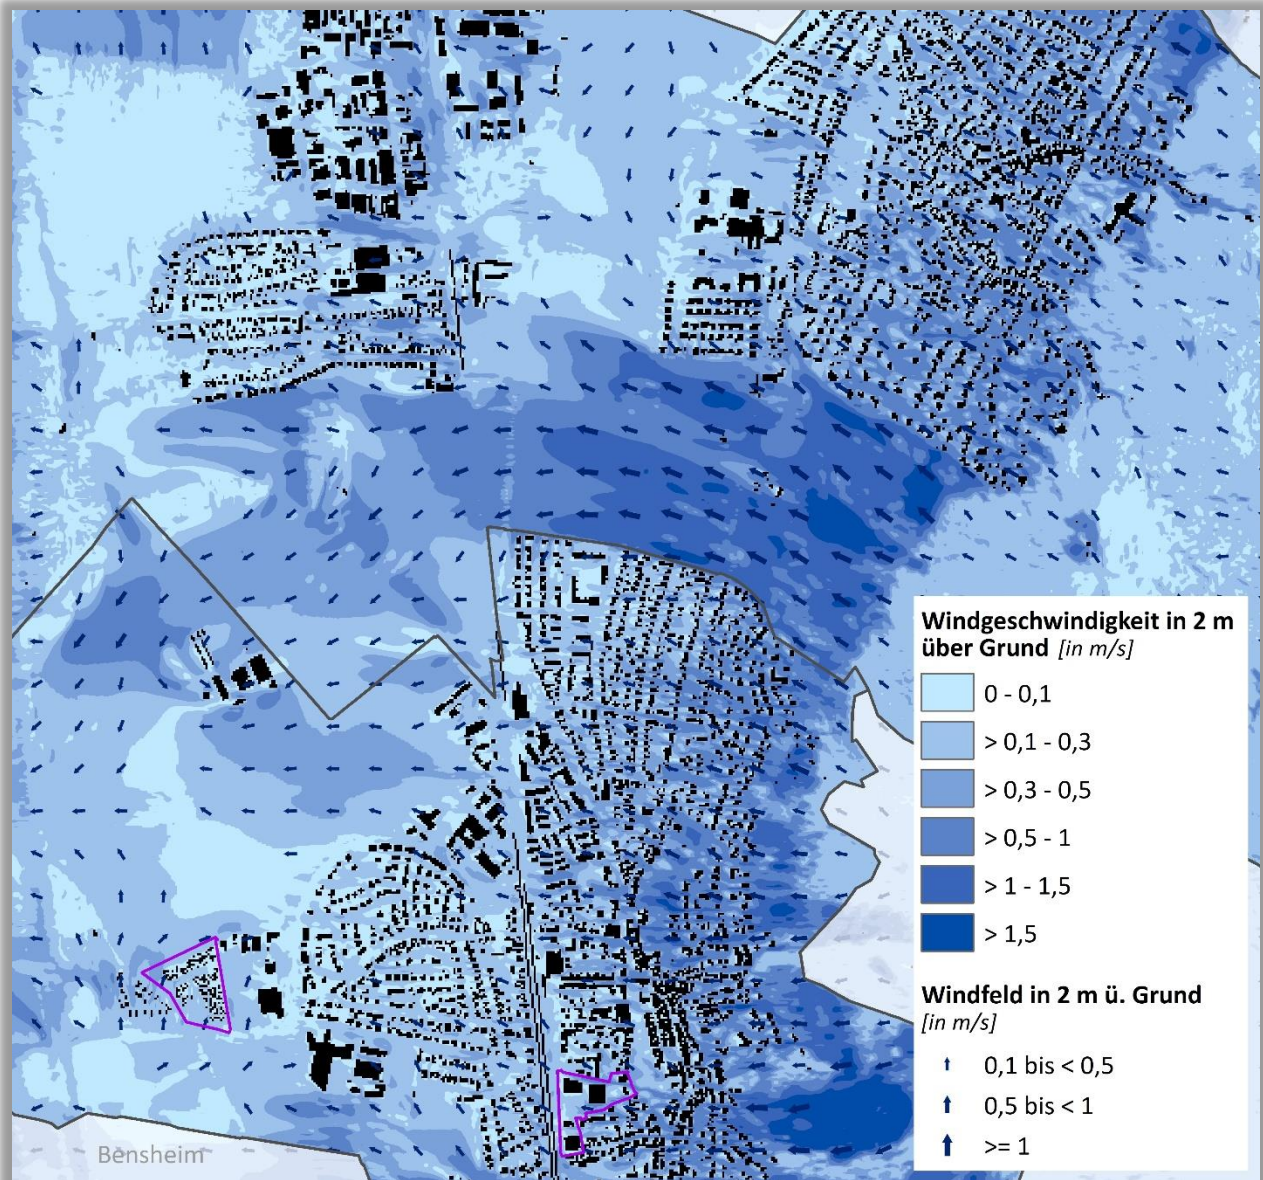 Windgeschwindigkeit in 2 m
über Grund [in m/s]
0 - 0,1
> 0,1 - 0,3
> 0,3 - 0,5
> 0,5 - 1
> 1 - 1,5
> 1,5
Windfeld in 2 m ü. Grund
[in m/s]
0,1 bis < 0,5
0,5 bis < 1
>= 1
Bensheim